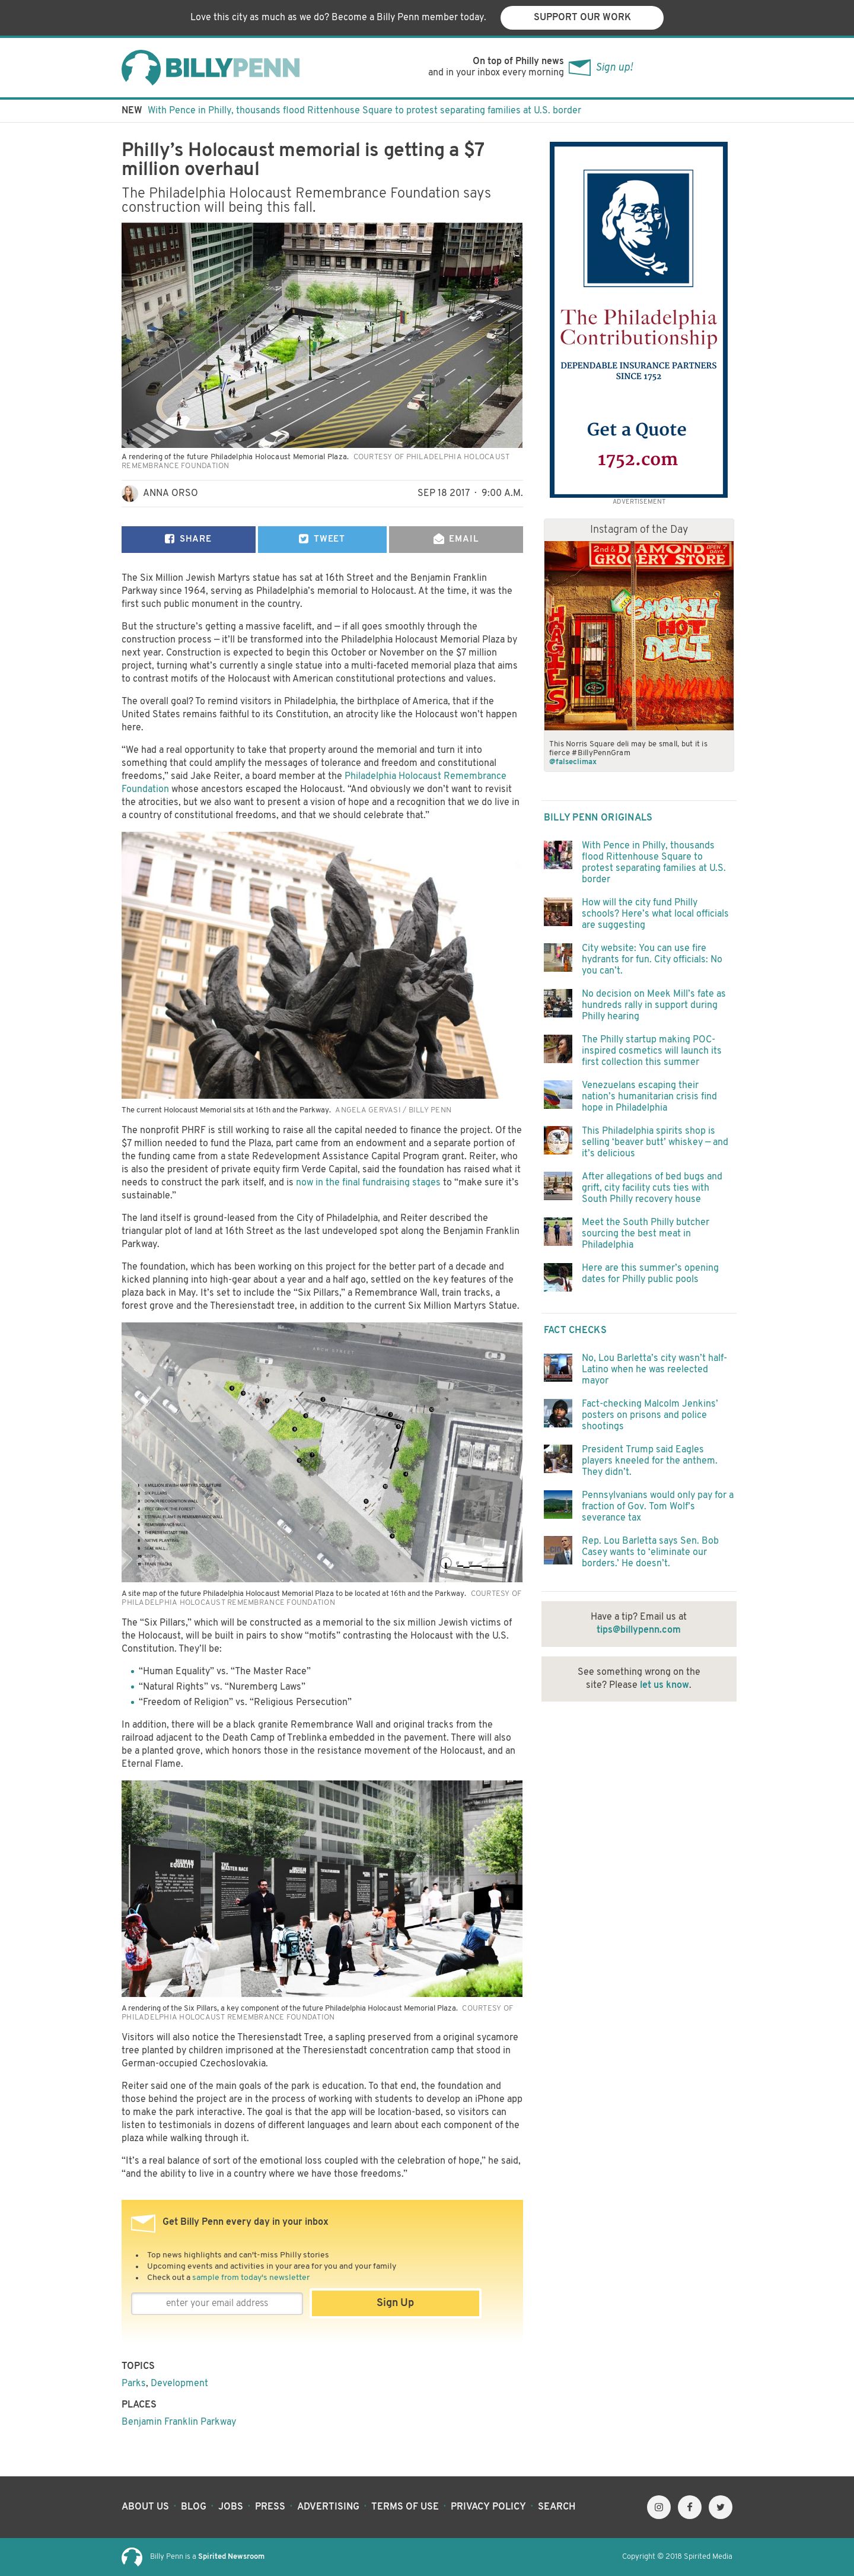 Love this city as much as we do? Become a Billy Penn member today.
SUPPORT OUR WORK
BILLYPENN
On top of Philly news
and in your inbox every morning
Sign up!
NEW With Pence in Philly, thousands flood Rittenhouse Square to protest separating families at U.S. border
Philly’s Holocaust memorial is getting a $7
million overhaul
The Philadelphia Holocaust Remembrance Foundation says
construction will being this fall.
A rendering of the future Philadelphia Holocaust Memorial Plaza. COURTESY OF PHILADELPHIA HOLOCAUST
REMEMBRANCE FOUNDATION
ANNA ORSO
SEP 18 2017 · 9:00 A.M.
SHARE
TWEET
EMAIL
The Six Million Jewish Martyrs statue has sat at 16th Street and the Benjamin Franklin
Parkway since 1964, serving as Philadelphia’s memorial to Holocaust. At the time, it was the
first such public monument in the country.
But the structure’s getting a massive facelift, and — if all goes smoothly through the
construction process — it’ll be transformed into the Philadelphia Holocaust Memorial Plaza by
next year. Construction is expected to begin this October or November on the $7 million
project, turning what’s currently a single statue into a multi-faceted memorial plaza that aims
to contrast motifs of the Holocaust with American constitutional protections and values.
The overall goal? To remind visitors in Philadelphia, the birthplace of America, that if the
United States remains faithful to its Constitution, an atrocity like the Holocaust won’t happen
here.
“We had a real opportunity to take that property around the memorial and turn it into
something that could amplify the messages of tolerance and freedom and constitutional
freedoms,” said Jake Reiter, a board member at the Philadelphia Holocaust Remembrance
Foundation whose ancestors escaped the Holocaust. “And obviously we don’t want to revisit
the atrocities, but we also want to present a vision of hope and a recognition that we do live in
a country of constitutional freedoms, and that we should celebrate that.”
The current Holocaust Memorial sits at 16th and the Parkway. ANGELA GERVASI / BILLY PENN
The nonprofit PHRF is still working to raise all the capital needed to finance the project. Of the
$7 million needed to fund the Plaza, part came from an endowment and a separate portion of
the funding came from a state Redevelopment Assistance Capital Program grant. Reiter, who
is also the president of private equity firm Verde Capital, said the foundation has raised what it
needs to construct the park itself, and is now in the final fundraising stages to “make sure it’s
sustainable.”
The land itself is ground-leased from the City of Philadelphia, and Reiter described the
triangular plot of land at 16th Street as the last undeveloped spot along the Benjamin Franklin
Parkway.
The foundation, which has been working on this project for the better part of a decade and
kicked planning into high-gear about a year and a half ago, settled on the key features of the
plaza back in May. It’s set to include the “Six Pillars,” a Remembrance Wall, train tracks, a
forest grove and the Theresienstadt tree, in addition to the current Six Million Martyrs Statue.
ARCH STREET
A site map of the future Philadelphia Holocaust Memorial Plaza to be located at 16th and the Parkway. COURTESY OF
PHILADELPHIA HOLOCAUST REMEMBRANCE FOUNDATION
The “Six Pillars,” which will be constructed as a memorial to the six million Jewish victims of
the Holocaust, will be built in pairs to show “motifs” contrasting the Holocaust with the U.S.
Constitution. They’ll be:
• “Human Equality” vs. “The Master Race”
• “Natural Rights” vs. “Nuremberg Laws”
• “Freedom of Religion” vs. “Religious Persecution”
In addition, there will be a black granite Remembrance Wall and original tracks from the
railroad adjacent to the Death Camp of Treblinka embedded in the pavement. There will also
be a planted grove, which honors those in the resistance movement of the Holocaust, and an
Eternal Flame.
HUMAN
EQUALITY
THE
MASTER RACE
A rendering of the Six Pillars, a key component of the future Philadelphia Holocaust Memorial Plaza. COURTESY OF
PHILADELPHIA HOLOCAUST REMEMBRANCE FOUNDATION
Visitors will also notice the Theresienstadt Tree, a sapling preserved from a original sycamore
tree planted by children imprisoned at the Theresienstadt concentration camp that stood in
German-occupied Czechoslovakia.
Reiter said one of the main goals of the park is education. To that end, the foundation and
those behind the project are in the process of working with students to develop an iPhone app
to make the park interactive. The goal is that the app will be location-based, so visitors can
listen to testimonials in dozens of different languages and learn about each component of the
plaza while walking through it.
“It’s a real balance of sort of the emotional loss coupled with the celebration of hope,” he said,
“and the ability to live in a country where we have those freedoms.”
Get Billy Penn every day in your inbox
• Top news highlights and can't-miss Philly stories
• Upcoming events and activities in your area for you and your family
• Check out a sample from today's newsletter
enter your email address
Sign Up
TOPICS
Parks, Development
PLACES
Benjamin Franklin Parkway
The Philadelphia
Contributionship
DEPENDABLE INSURANCE PARTNERS
SINCE 1752
Get a Quote
1752.com
ADVERTISEMENT
Instagram of the Day
2nd & DIAMOND
GROCERY STORE
OPEN 7 DAYS
SMOKIN
HOT
DELI
HOAGIES
This Norris Square deli may be small, but it is
fierce #BillyPennGram
@falseclimax
BILLY PENN ORIGINALS
With Pence in Philly, thousands
flood Rittenhouse Square to
protest separating families at U.S.
border
How will the city fund Philly
schools? Here’s what local officials
are suggesting
City website: You can use fire
hydrants for fun. City officials: No
you can’t.
No decision on Meek Mill’s fate as
hundreds rally in support during
Philly hearing
The Philly startup making POC-
inspired cosmetics will launch its
first collection this summer
Venezuelans escaping their
nation’s humanitarian crisis find
hope in Philadelphia
This Philadelphia spirits shop is
selling ‘beaver butt’ whiskey — and
it’s delicious
After allegations of bed bugs and
grift, city facility cuts ties with
South Philly recovery house
Meet the South Philly butcher
sourcing the best meat in
Philadelphia
Here are this summer’s opening
dates for Philly public pools
FACT CHECKS
No, Lou Barletta’s city wasn’t half-
Latino when he was reelected
mayor
Fact-checking Malcolm Jenkins’
posts on prisons and police
shootings
President Trump said Eagles
players kneeled for the anthem.
They didn’t.
Pennsylvanians would only pay for a
fraction of Gov. Tom Wolf’s
severance tax
Rep. Lou Barletta says Sen. Bob
Casey wants to ‘eliminate our
borders.’ He doesn’t.
Have a tip? Email us at
tips@billypenn.com
See something wrong on the
site? Please let us know.
ABOUT US · BLOG · JOBS · PRESS · ADVERTISING · TERMS OF USE · PRIVACY POLICY · SEARCH
Billy Penn is a Spirited Newsroom
Copyright © 2018 Spirited Media